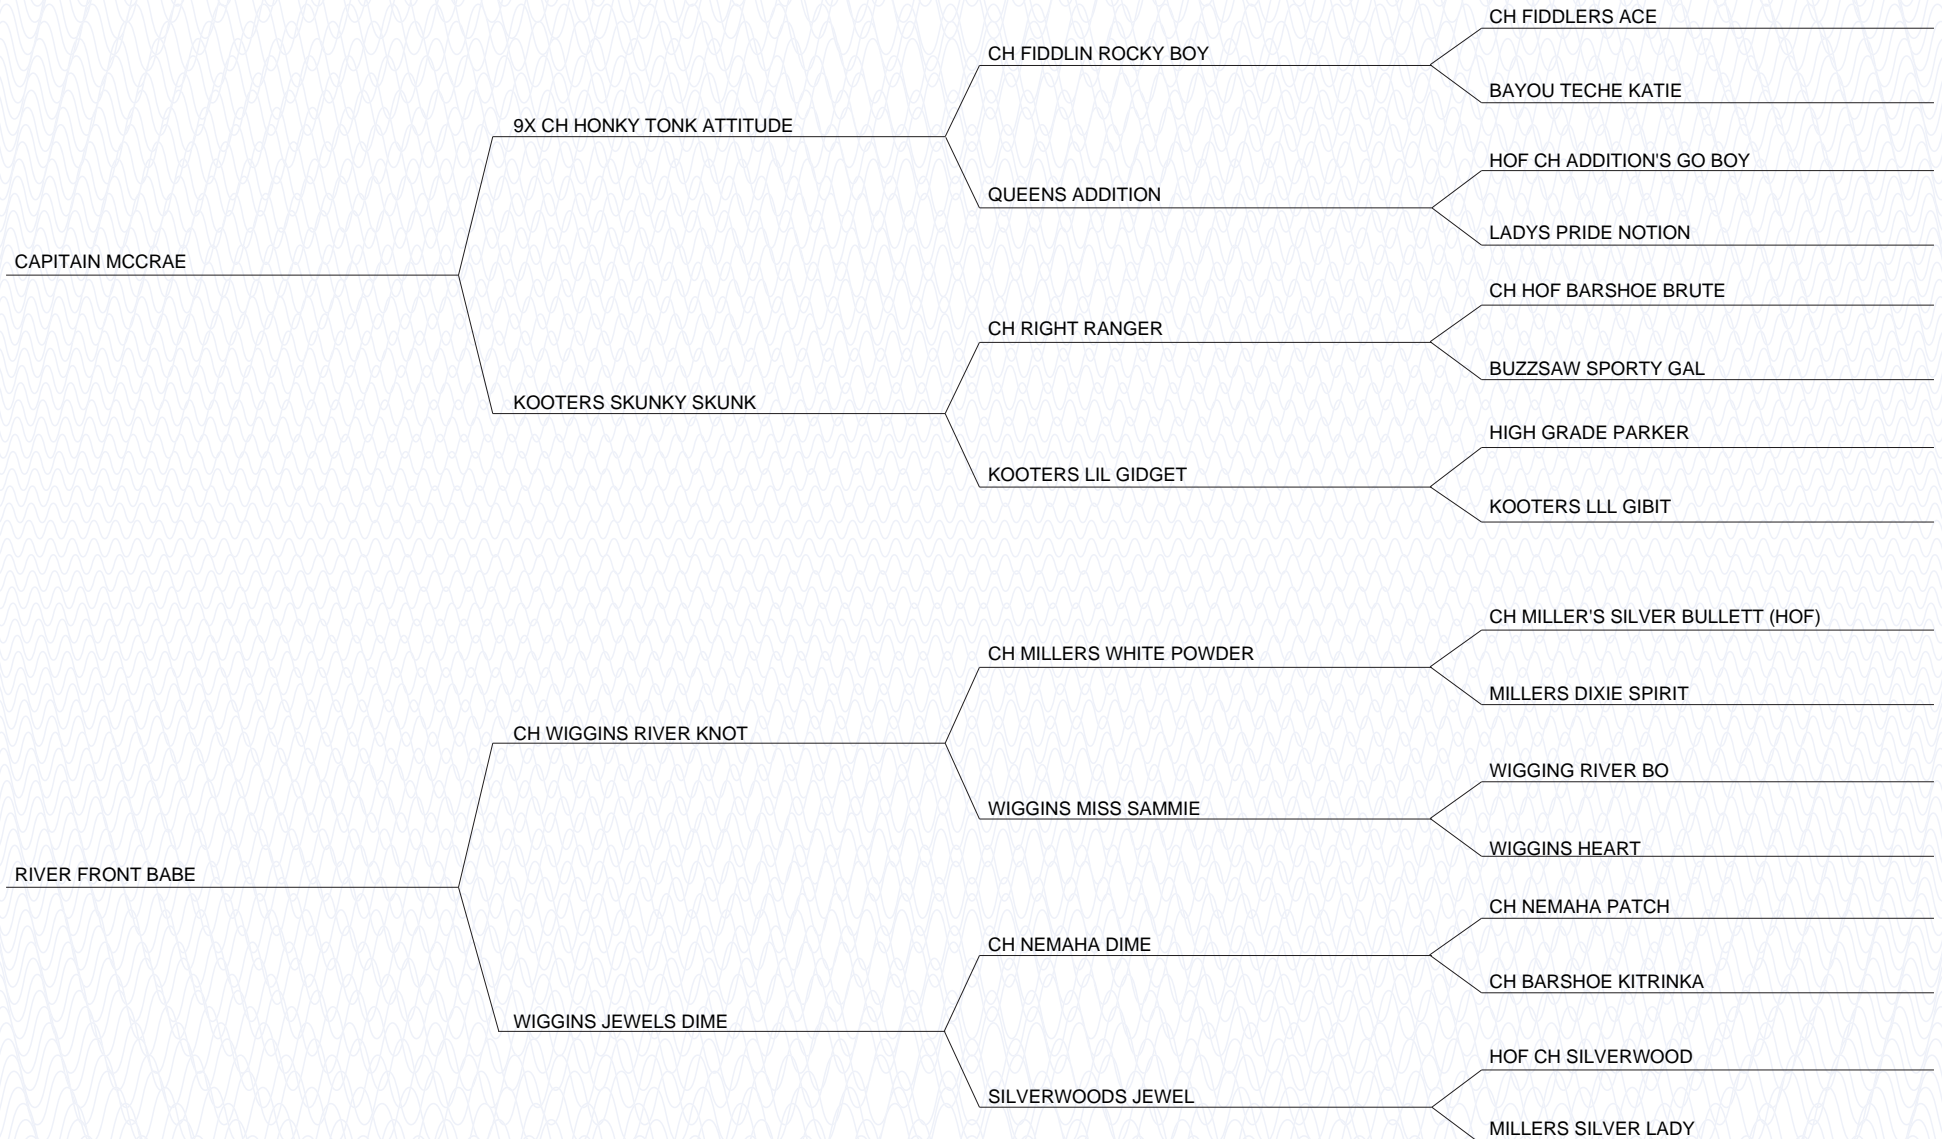 CH FIDDLERS ACE
CH FIDDLIN ROCKY BOY
BAYOU TECHE KATIE
9X CH HONKY TONK ATTITUDE
HOF CH ADDITION'S GO BOY
QUEENS ADDITION
LADYS PRIDE NOTION
CAPITAIN MCCRAE
CH HOF BARSHOE BRUTE
CH RIGHT RANGER
BUZZSAW SPORTY GAL
KOOTERS SKUNKY SKUNK
HIGH GRADE PARKER
KOOTERS LIL GIDGET
KOOTERS LLL GIBIT
CH MILLER'S SILVER BULLETT (HOF)
CH MILLERS WHITE POWDER
MILLERS DIXIE SPIRIT
CH WIGGINS RIVER KNOT
WIGGING RIVER BO
WIGGINS MISS SAMMIE
WIGGINS HEART
RIVER FRONT BABE
CH NEMAHA PATCH
CH NEMAHA DIME
CH BARSHOE KITRINKA
WIGGINS JEWELS DIME
HOF CH SILVERWOOD
SILVERWOODS JEWEL
MILLERS SILVER LADY